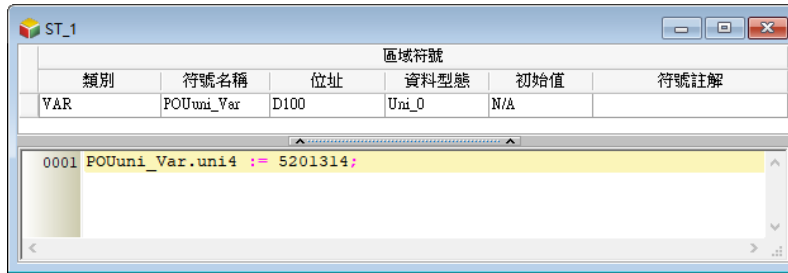 ST_1
區域符號
類別 符號名稱 位址 資料型態 初始值 符號註解
VAR POUuni_Var D100 Uni_0 N/A
0001 POUuni_Var.uni4 := 5201314;